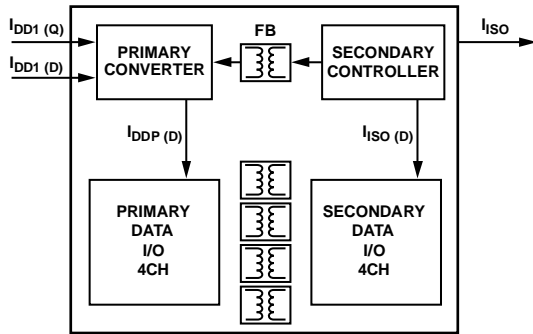 IDD1 (Q)
IDD1 (D)
PRIMARY
CONVERTER
FB
SECONDARY
CONTROLLER
IISO
IDDP (D)
IISO (D)
PRIMARY
DATA
I/O
4CH
SECONDARY
DATA
I/O
4CH